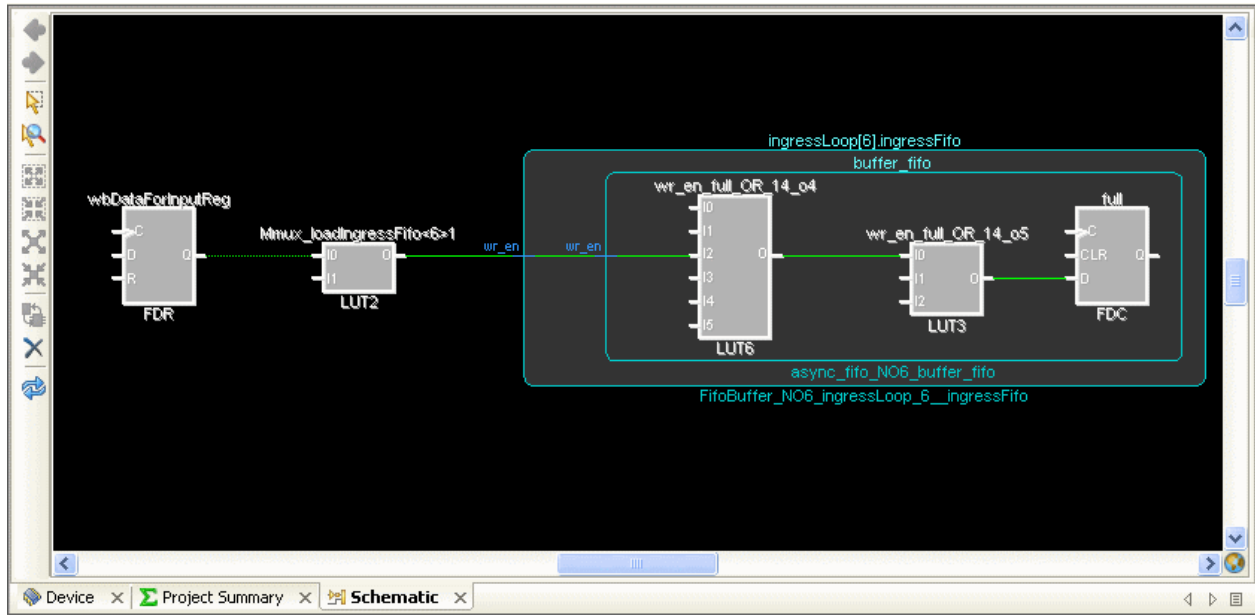 ingressLoop[6].ingressFifo
buffer_fifo
wr_en_full_OR_14_o4
wbDataForInputReg
full
Mmux_loadIngressFifo<6>1
wr_en_full_OR_14_o5
C
D
R
Q
FDR
I0
I1
O
LUT2
wr_en
wr_en
I0
I1
I2
I3
I4
I5
O
LUT6
I0
I1
I2
O
LUT3
C
CLR
D
Q
FDC
async_fifo_NO6_buffer_fifo
FifoBuffer_NO6_ingressLoop_6__ingressFifo
Device
Project Summary
Schematic